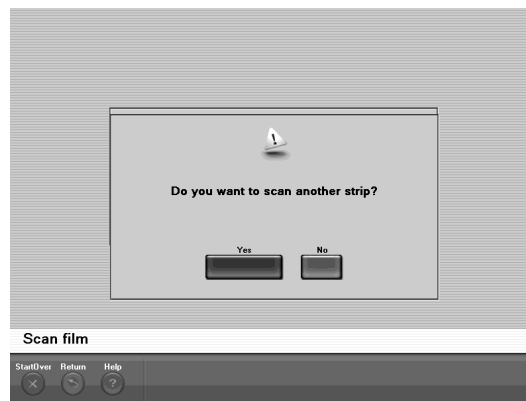 !
Do you want to scan another strip?
Yes No
Scan film
StartOver Return Help
?